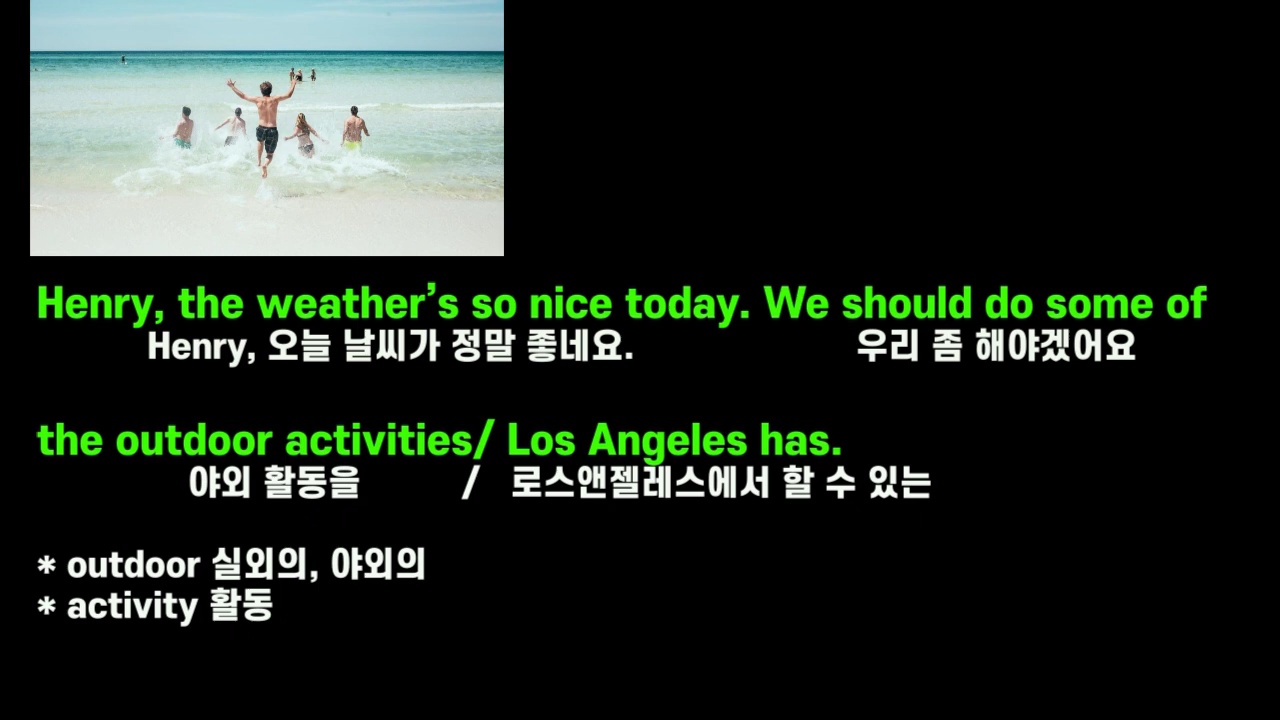 Henry, the weather’s so nice today. We should do some of
Henry, 오늘 날씨가 정말 좋네요. 우리 좀 해야겠어요
the outdoor activities/ Los Angeles has.
야외 활동을 / 로스앤젤레스에서 할 수 있는
* outdoor 실외의, 야외의
* activity 활동